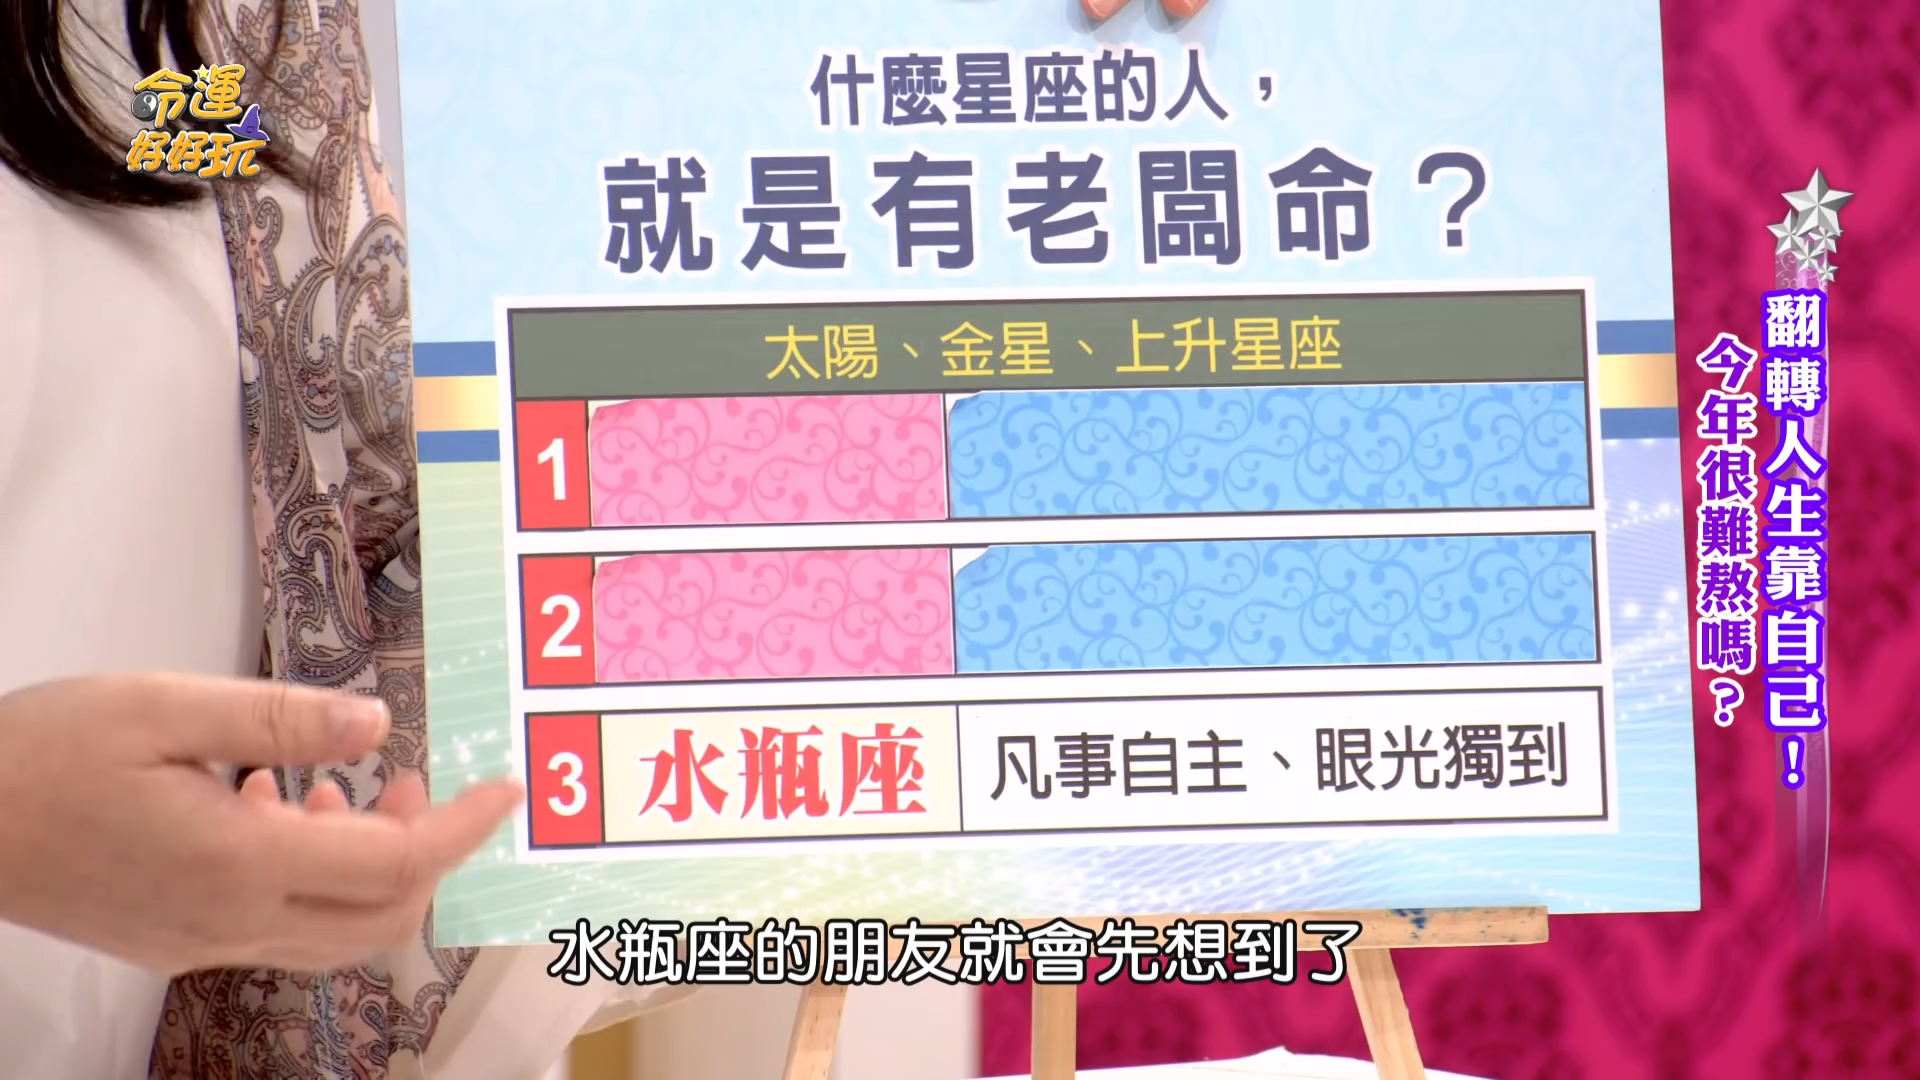 命運
好好玩
什麼星座的人，
就是有老闆命？
太陽、金星、上升星座
1
2
3 水瓶座 凡事自主、眼光獨到
翻轉人生靠自己！
今年很難熬嗎？
水瓶座的朋友就會先想到了